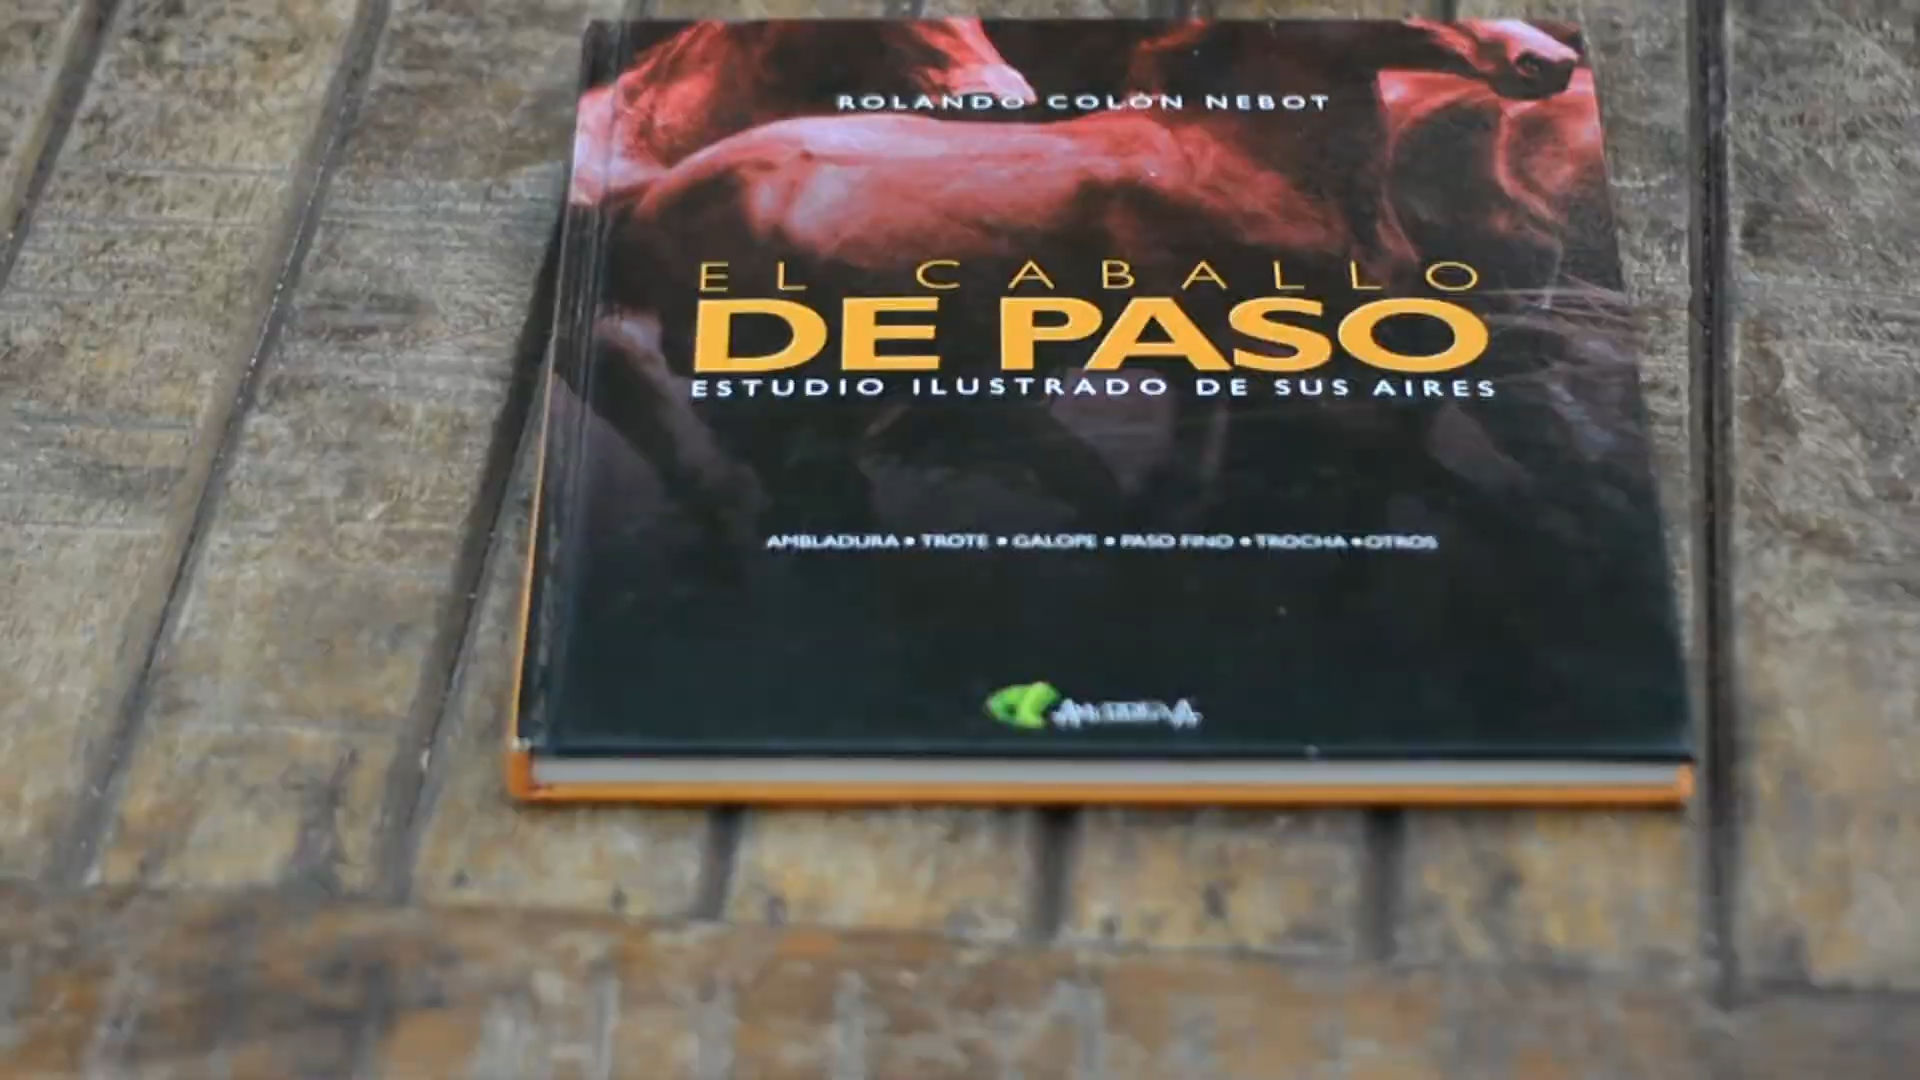 ROLANDO COLÓN NEBOT
EL CABALLO
DE PASO
ESTUDIO ILUSTRADO DE SUS AIRES
AMBLADURA • TROTE • GALOPE • PASO FINO • TROCHA • OTROS